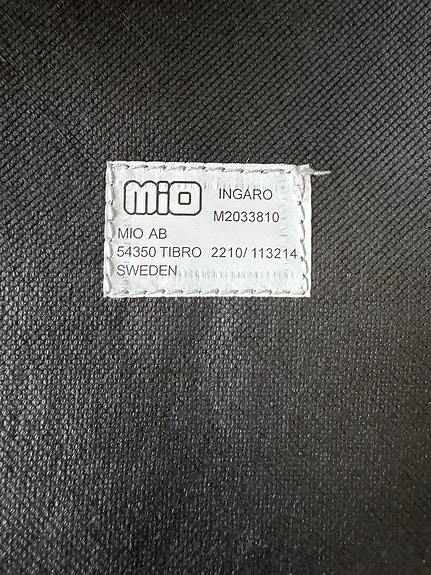 MiO INGARO
M2033810
MIO AB
54350 TIBRO 2210/113214
SWEDEN